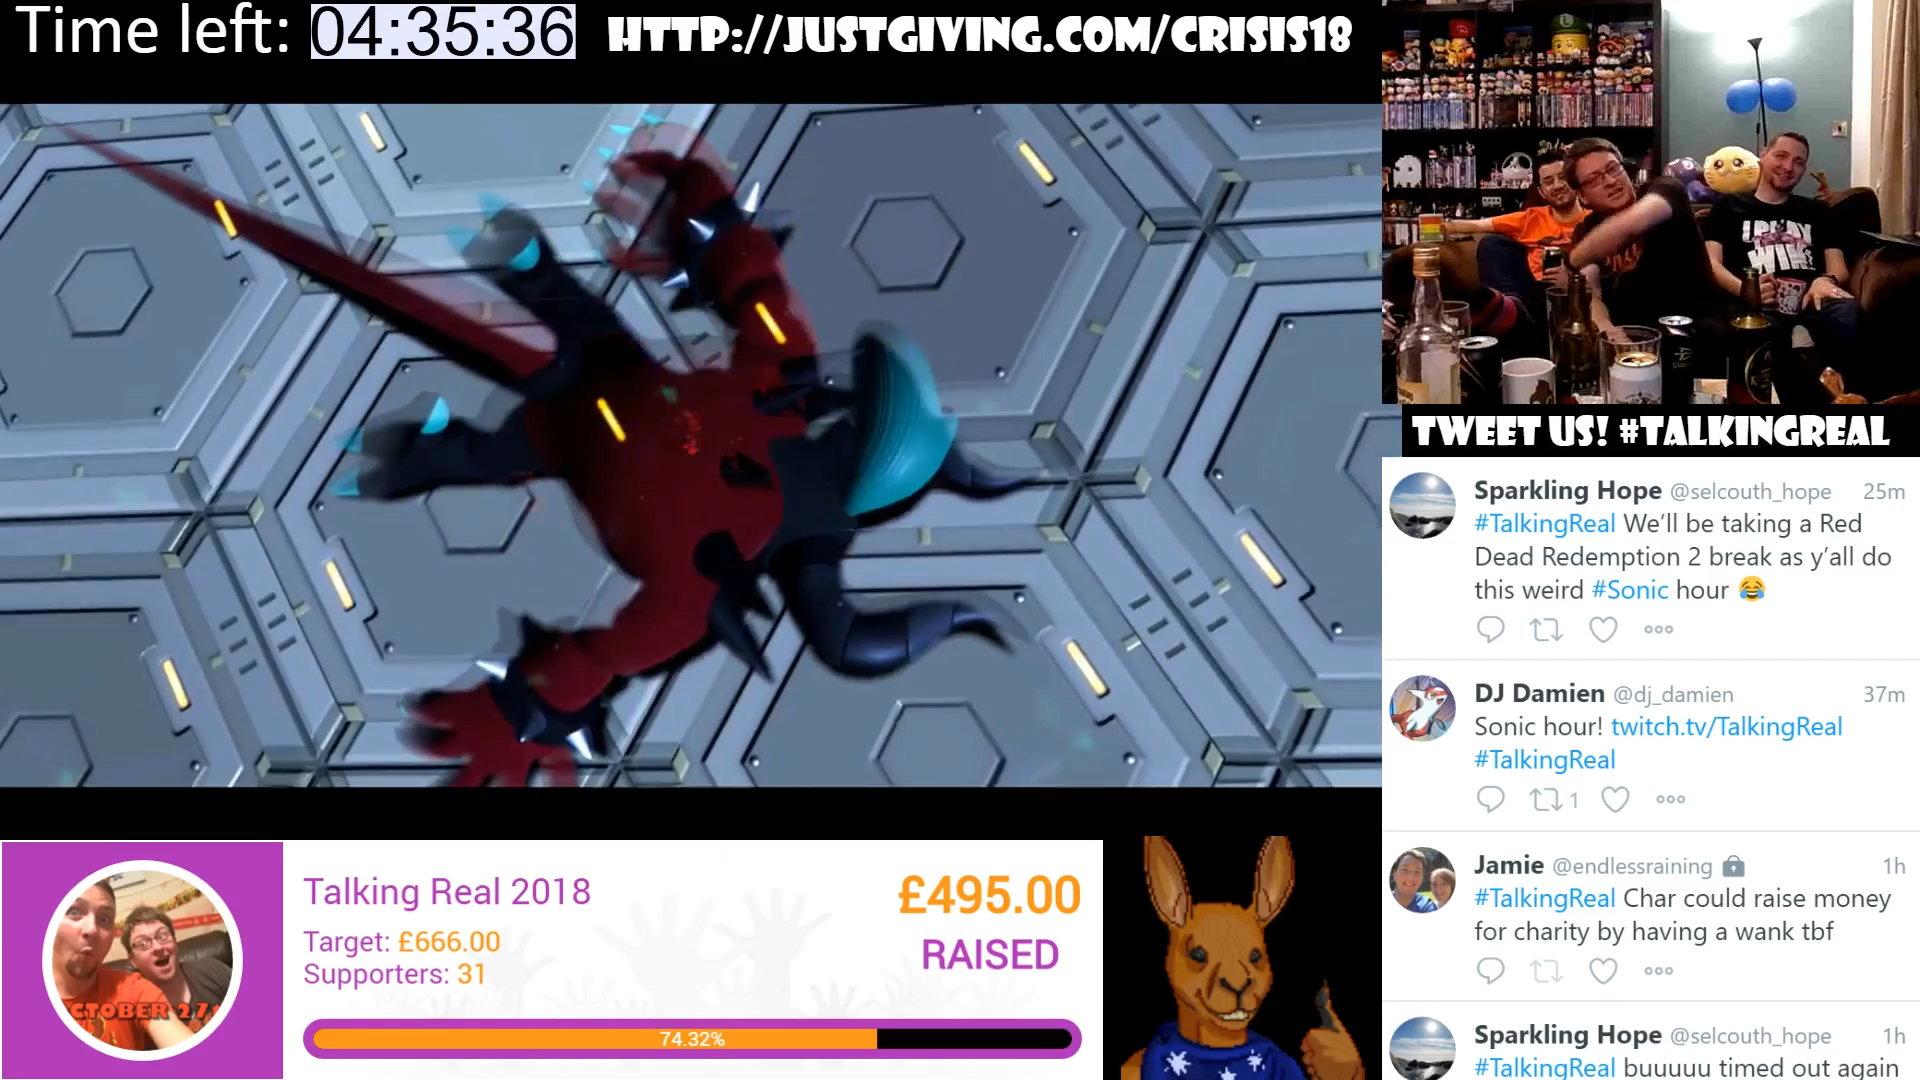 Time left: 04:35:36
HTTP://JUSTGIVING.COM/CRISIS18
I PLAY
WIN
TWEET US! #TALKINGREAL
Sparkling Hope @selcouth_hope 25m
#TalkingReal We'll be taking a Red
Dead Redemption 2 break as y'all do
this weird #Sonic hour 😂
DJ Damien @dj_damien 37m
Sonic hour! twitch.tv/TalkingReal
#TalkingReal
1
Jamie @endlessraining 1h
#TalkingReal Char could raise money
for charity by having a wank tbf
Sparkling Hope @selcouth_hope 1h
#TalkingReal buuuuu timed out again
Talking Real 2018
Target: £666.00
Supporters: 31
£495.00
RAISED
74.32%
CTOBER 27